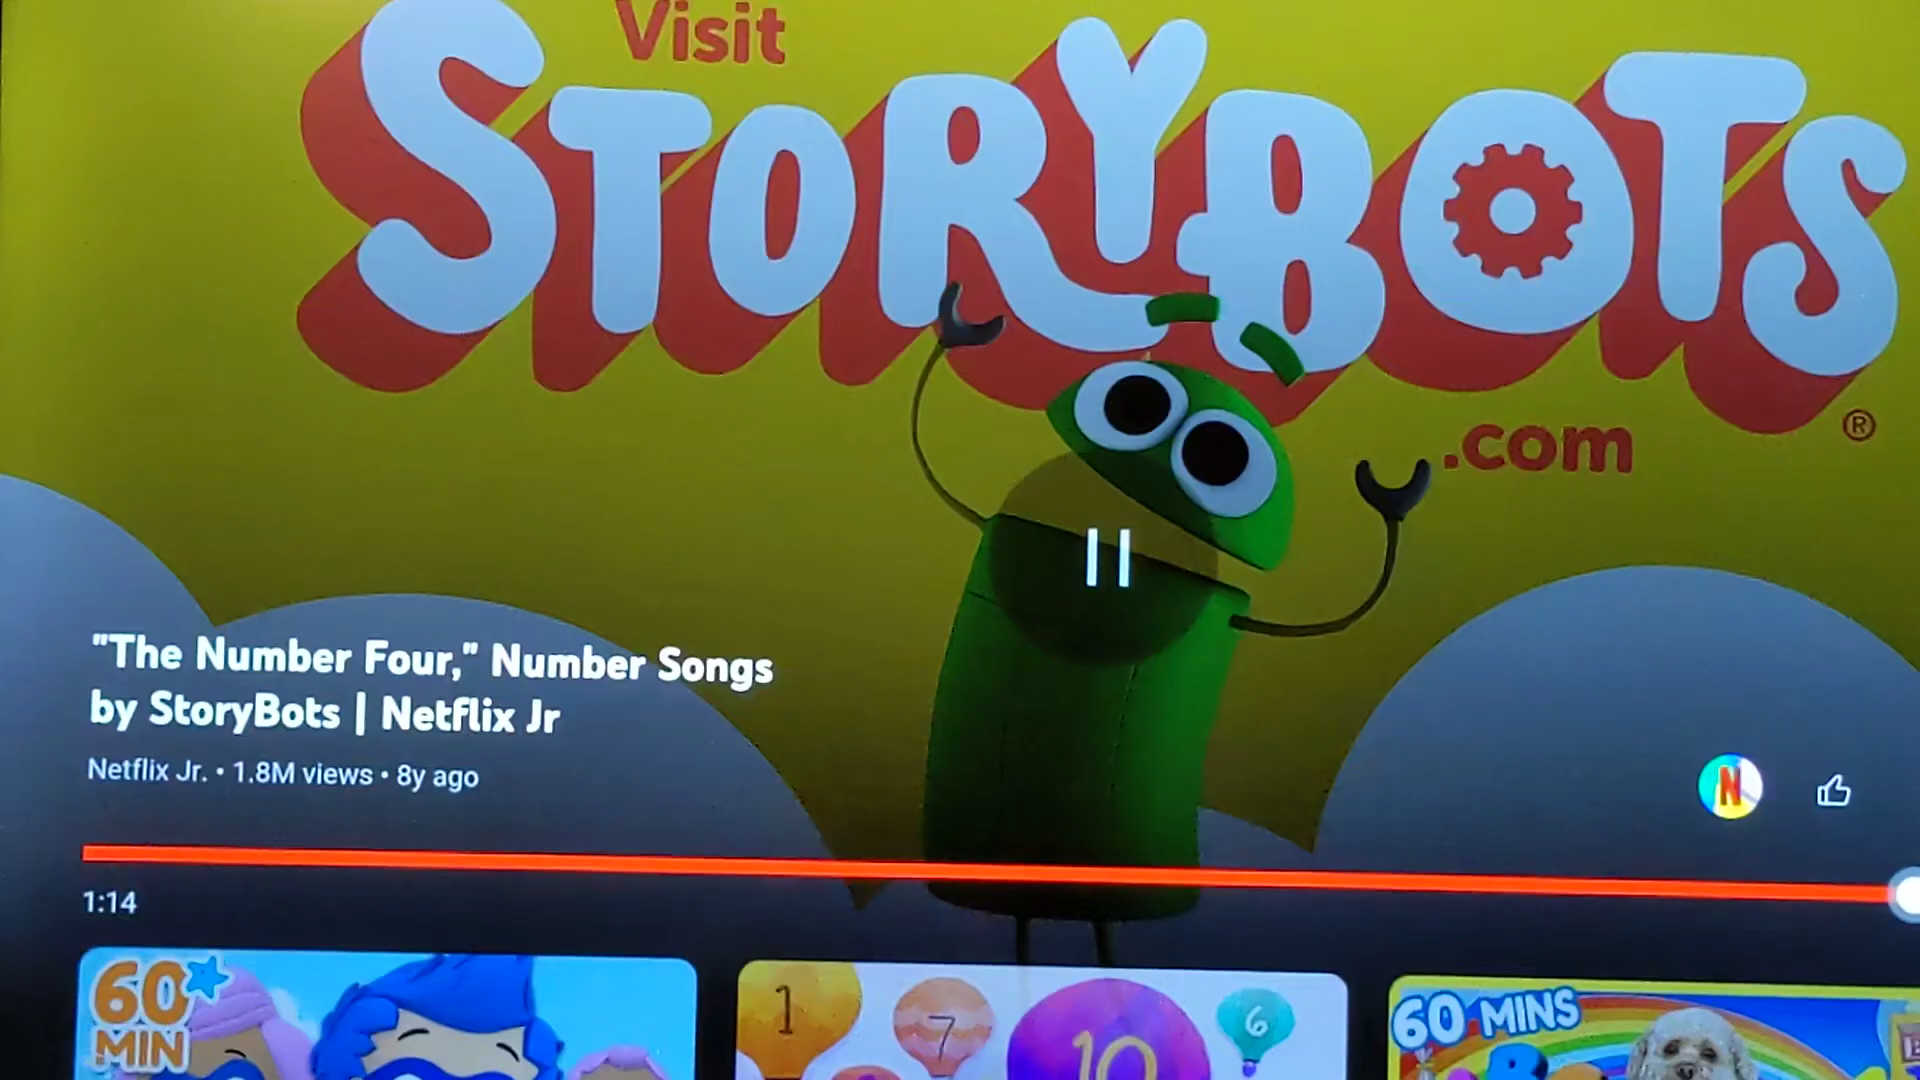 Visit
STORYBOTS
®
.com
"The Number Four," Number Songs
by StoryBots | Netflix Jr
Netflix Jr. • 1.8M views • 8y ago
N
1:14
60
MIN
1
7
10
6
60 MINS